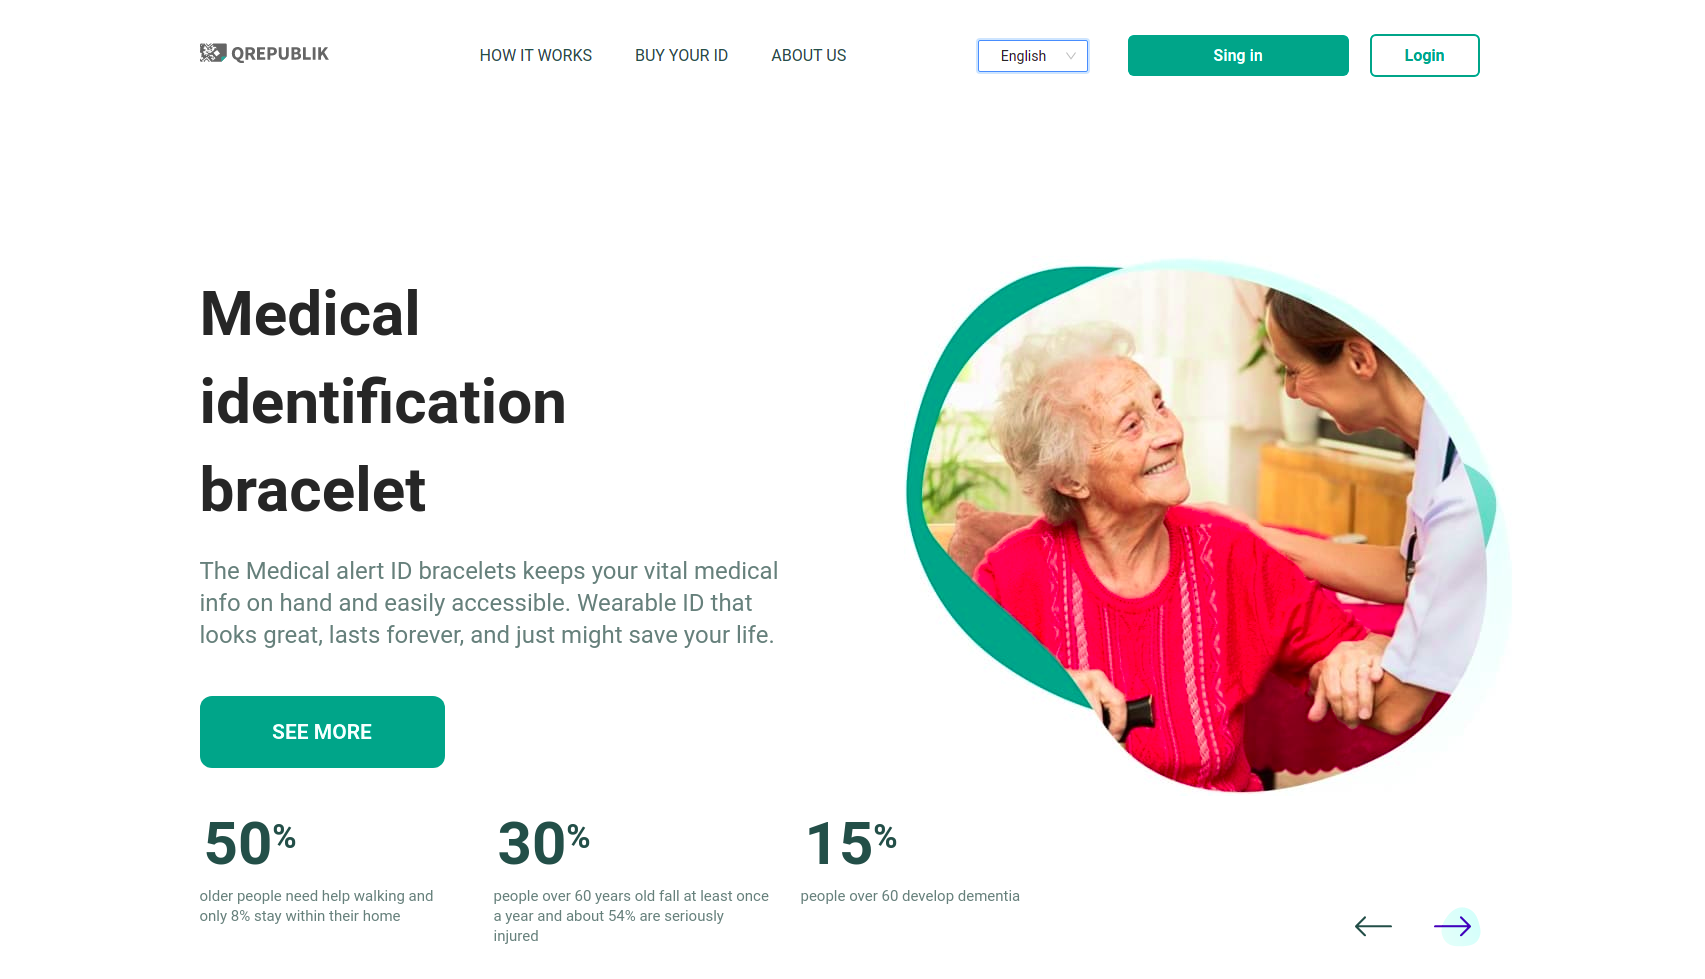 QREPUBLIK
HOW IT WORKS
BUY YOUR ID
ABOUT US
English
Sing in
Login
Medical
identification
bracelet
The Medical alert ID bracelets keeps your vital medical
info on hand and easily accessible. Wearable ID that
looks great, lasts forever, and just might save your life.
SEE MORE
50%
older people need help walking and
only 8% stay within their home
30%
people over 60 years old fall at least once
a year and about 54% are seriously
injured
15%
people over 60 develop dementia